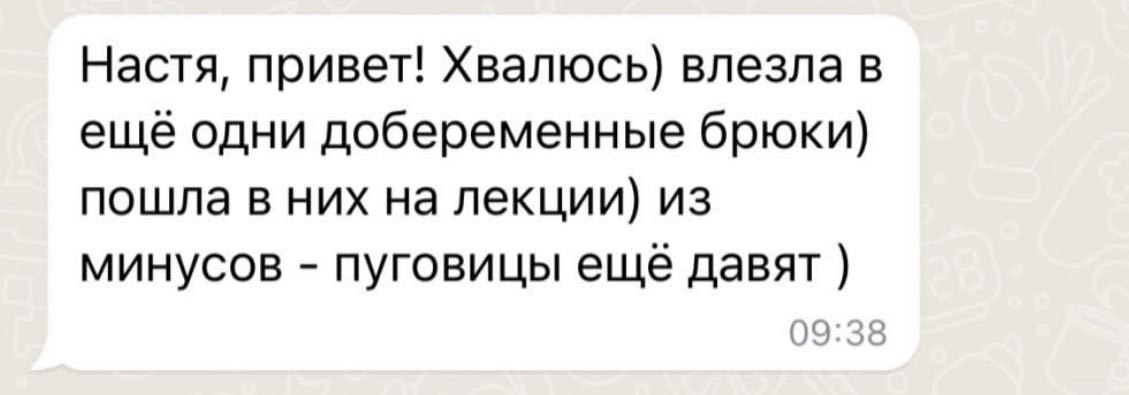 Настя, привет! Хвалюсь) влезла в
ещё одни добеременные брюки)
пошла в них на лекции) из
минусов - пуговицы ещё давят )
09:38